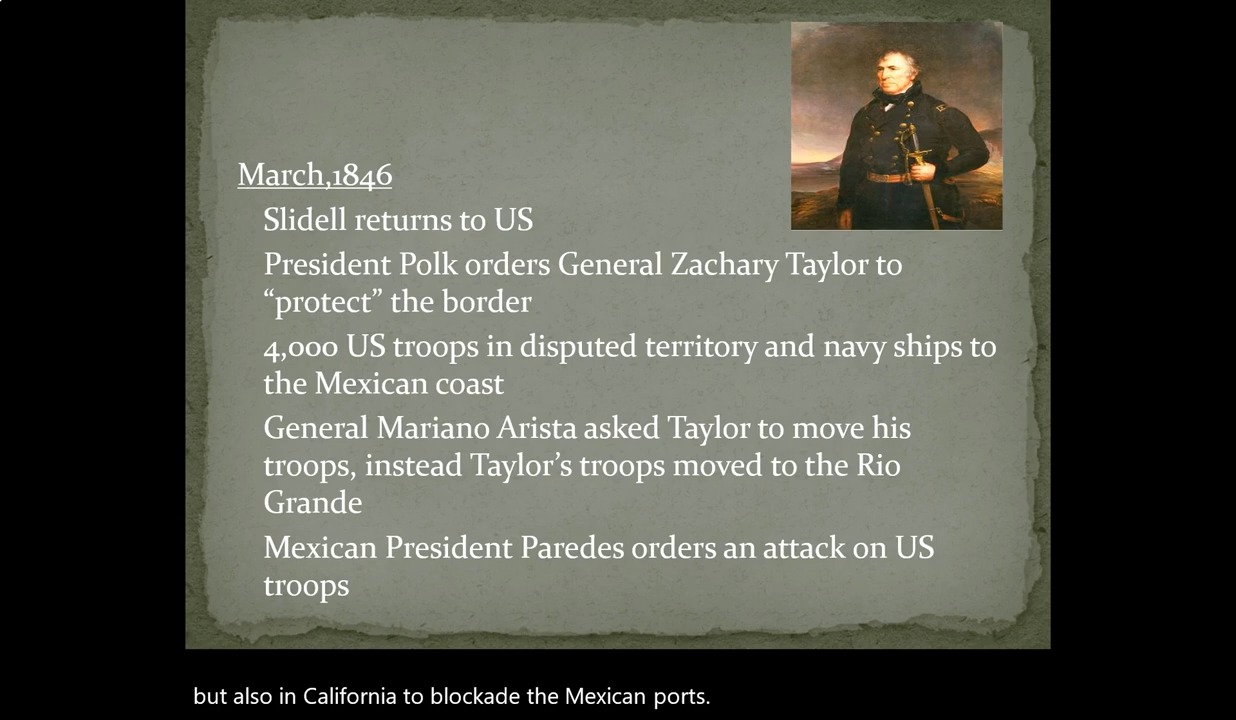 March,1846
Slidell returns to US
President Polk orders General Zachary Taylor to
“protect” the border
4,000 US troops in disputed territory and navy ships to
the Mexican coast
General Mariano Arista asked Taylor to move his
troops, instead Taylor’s troops moved to the Rio
Grande
Mexican President Paredes orders an attack on US
troops
but also in California to blockade the Mexican ports.